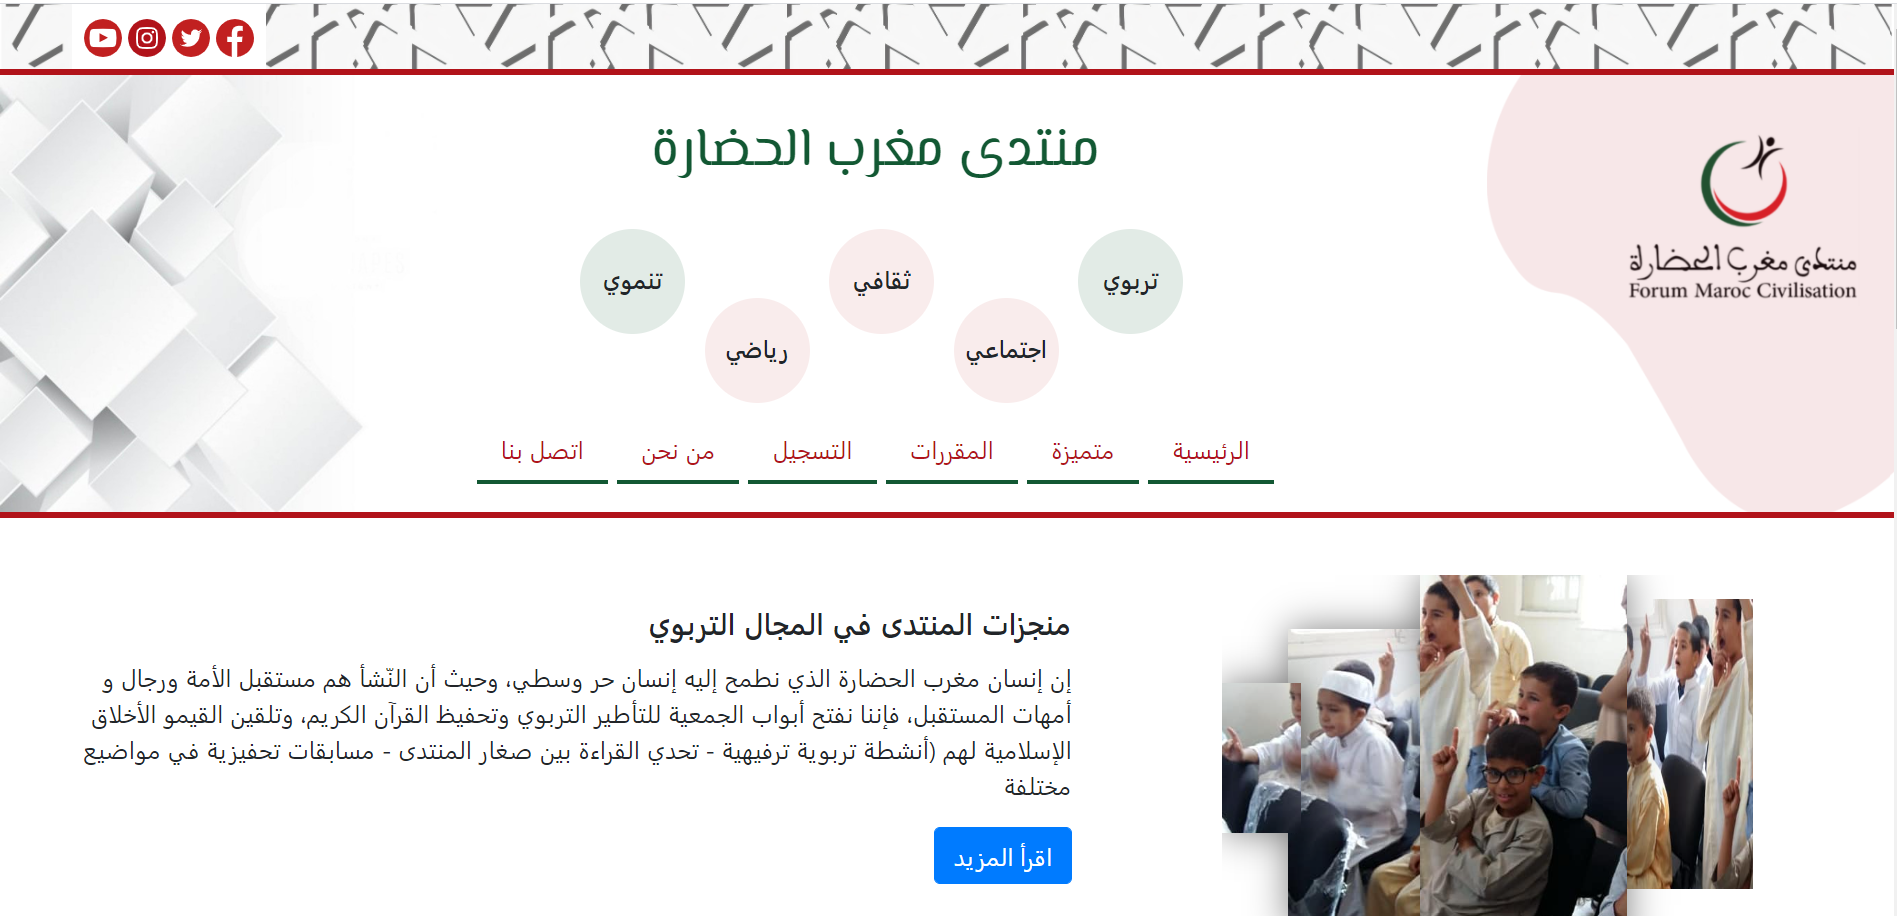 منتدى مغرب الحضارة
منتدى مغرب الحضارة
Forum Maroc Civilisation
تربوي
ثقافي
تنموي
اجتماعي
رياضي
الرئيسية
متميزة
المقررات
التسجيل
من نحن
اتصل بنا
منجزات المنتدى في المجال التربوي
إن إنسان مغرب الحضارة الذي نطمح إليه إنسان حر وسطي، وحيث أن النّشأ هم مستقبل الأمة ورجال و
أمهات المستقبل، فإننا نفتح أبواب الجمعية للتأطير التربوي وتحفيظ القرآن الكريم، وتلقين القيمو الأخلاق
الإسلامية لهم (أنشطة تربوية ترفيهية - تحدي القراءة بين صغار المنتدى - مسابقات تحفيزية في مواضيع
مختلفة
اقرأ المزيد